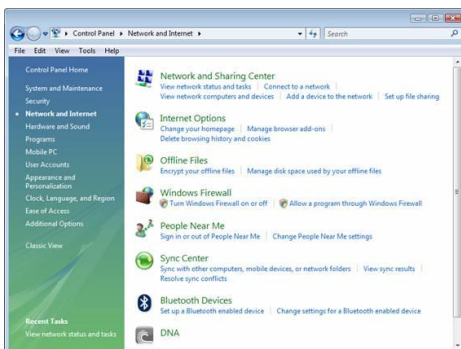 Control Panel ▸ Network and Internet ▸
Search
File Edit View Tools Help
Control Panel Home
System and Maintenance
Security
Network and Internet
Hardware and Sound
Programs
Mobile PC
User Accounts
Appearance and
Personalization
Clock, Language, and Region
Ease of Access
Additional Options
Classic View
Recent Tasks
View network status and tasks
Network and Sharing Center
View network status and tasks | Connect to a network |
View network computers and devices | Add a device to the network | Set up file sharing
Internet Options
Change your homepage | Manage browser add-ons |
Delete browsing history and cookies
Offline Files
Encrypt your offline files | Manage disk space used by your offline files
Windows Firewall
Turn Windows Firewall on or off | Allow a program through Windows Firewall
People Near Me
Sign in or out of People Near Me | Change People Near Me settings
Sync Center
Sync with other computers, mobile devices, or network folders | View sync results |
Resolve sync conflicts
Bluetooth Devices
Set up a Bluetooth enabled device | Change settings for a Bluetooth enabled device
DNA